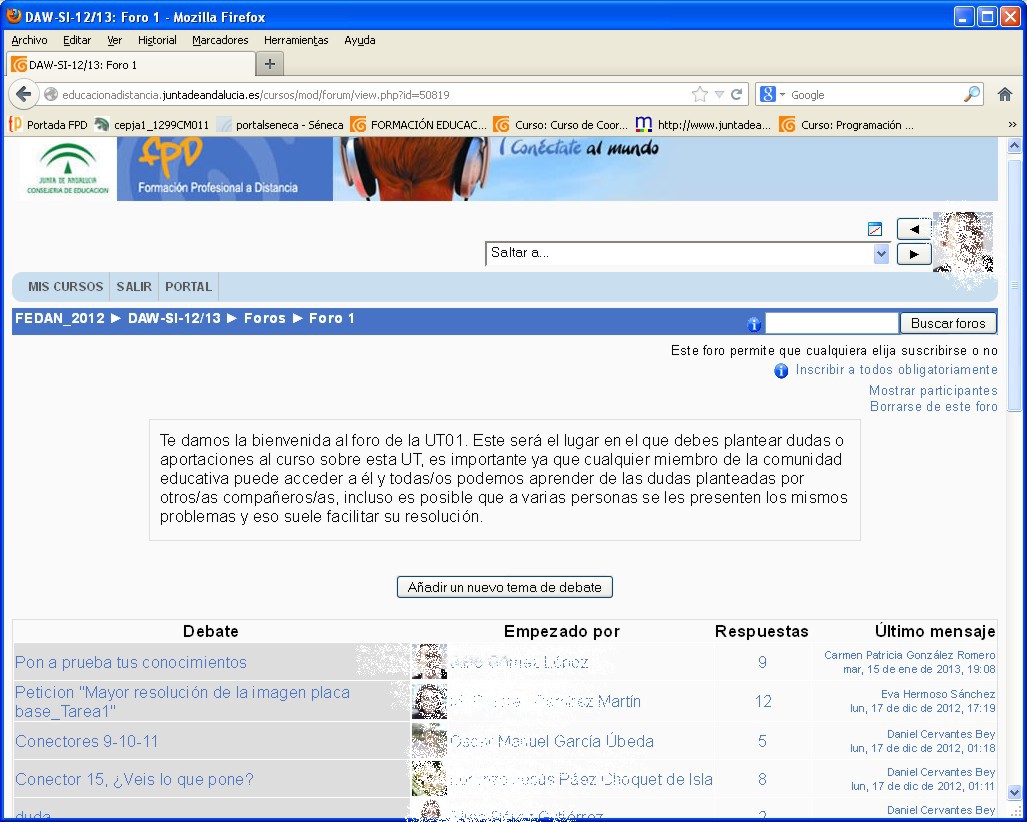 DAW-SI-12/13: Foro 1 - Mozilla Firefox
Archivo Editar Ver Historial Marcadores Herramientas Ayuda
DAW-SI-12/13: Foro 1
educacionadistancia.juntadeandalucia.es/cursos/mod/forum/view.php?id=50819
Google
Portada FPD cepja1_1299CM011 portalseneca - Séneca FORMACIÓN EDUCAC... Curso: Curso de Coor... http://www.juntadea... Curso: Programación ...
fpD
Conéctate al mundo
JUNTA DE ANDALUCIA
CONSEJERIA DE EDUCACION
Formación Profesional a Distancia
Saltar a...
MIS CURSOS SALIR PORTAL
FEDAN_2012 ► DAW-SI-12/13 ► Foros ► Foro 1
Buscar foros
Este foro permite que cualquiera elija suscribirse o no
Inscribir a todos obligatoriamente
Mostrar participantes
Borrarse de este foro
Te damos la bienvenida al foro de la UT01. Este será el lugar en el que debes plantear dudas o
aportaciones al curso sobre esta UT, es importante ya que cualquier miembro de la comunidad
educativa puede acceder a él y todas/os podemos aprender de las dudas planteadas por
otros/as compañeros/as, incluso es posible que a varias personas se les presenten los mismos
problemas y eso suele facilitar su resolución.
Añadir un nuevo tema de debate
Debate Empezado por Respuestas Último mensaje
Pon a prueba tus conocimientos 9 Carmen Patricia González Romero
mar, 15 de ene de 2013, 19:08
Peticion "Mayor resolución de la imagen placa
base_Tarea1"
Martín 12 Eva Hermoso Sánchez
lun, 17 de dic de 2012, 17:19
Conectores 9-10-11 Manuel García Úbeda 5 Daniel Cervantes Bey
lun, 17 de dic de 2012, 01:18
Conector 15, ¿Veis lo que pone? Jesús Páez Choquet de Isla 8 Daniel Cervantes Bey
lun, 17 de dic de 2012, 01:11
duda Daniel Cervantes Bey